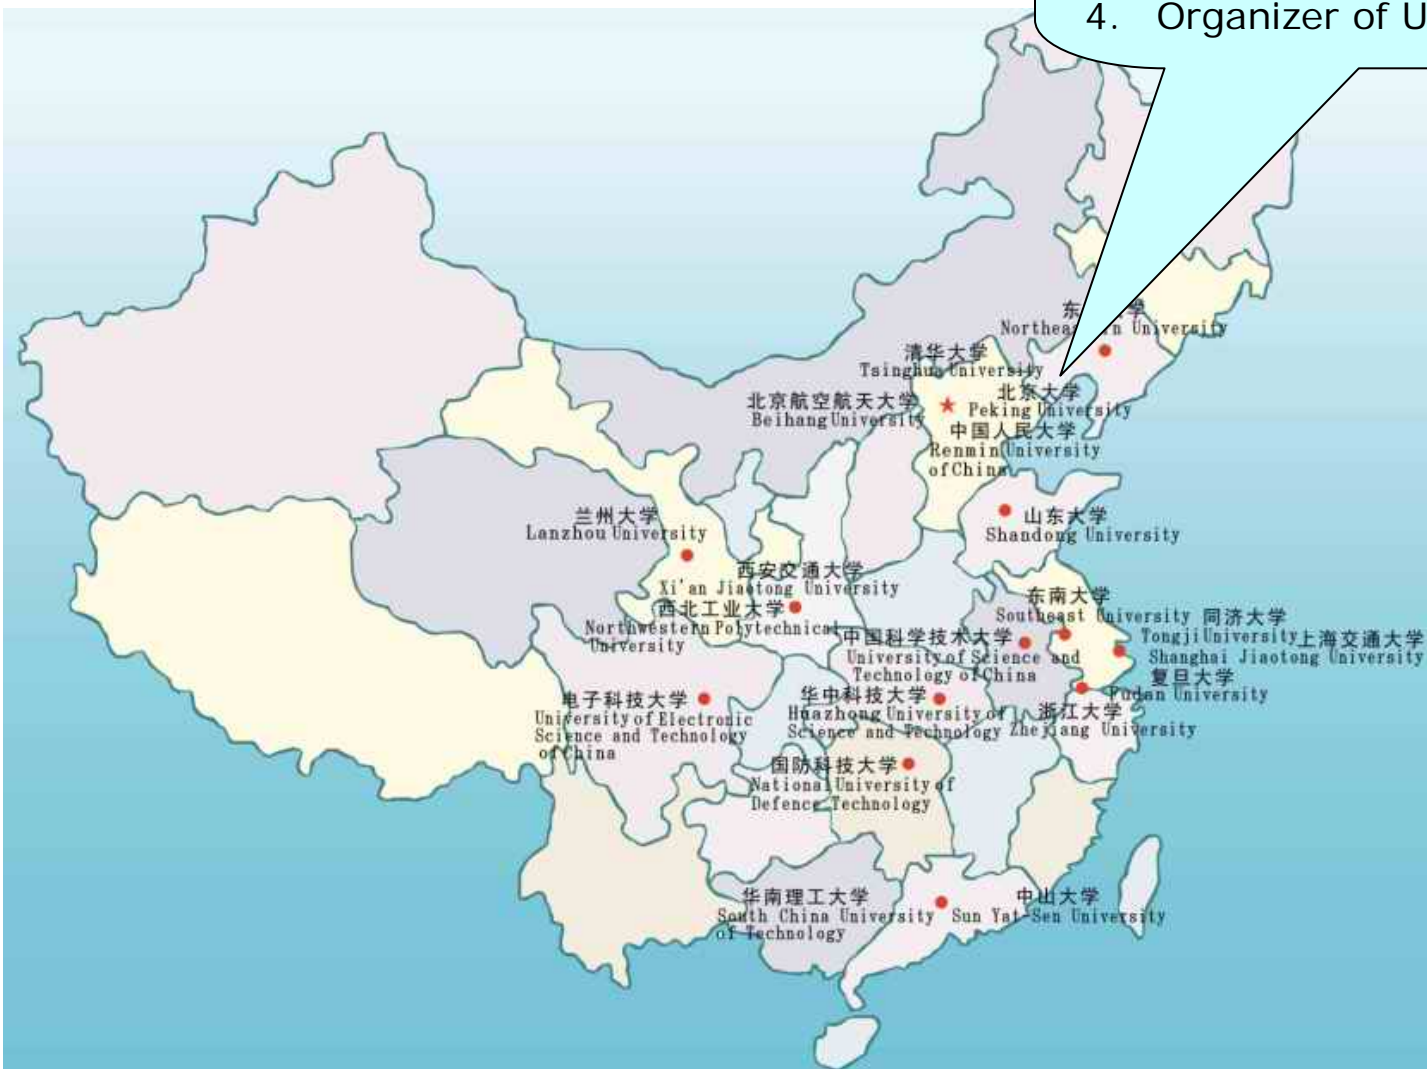 4. Organizer of U
东
学
Northea
n University
清华大学
Tsinghua University
北京航空航天大学
Beihang University
北京大学
Peking University
中国人民大学
Renmin University
of China
兰州大学
Lanzhou University
山东大学
Shandong University
西安交通大学
Xi'an Jiaotong University
西北工业大学
Northwestern Polytechnical
University
东南大学
Southeast University
同济大学
Tongji University
上海交通大学
Shanghai Jiaotong University
复旦大学
Fudan University
中国科学技术大学
University of Science and
Technology of China
电子科技大学
University of Electronic
Science and Technology
of China
华中科技大学
Huazhong University of
Science and Technology
浙江大学
Zhejiang University
国防科技大学
National University of
Defence Technology
华南理工大学
South China University
of Technology
中山大学
Sun Yat-Sen University